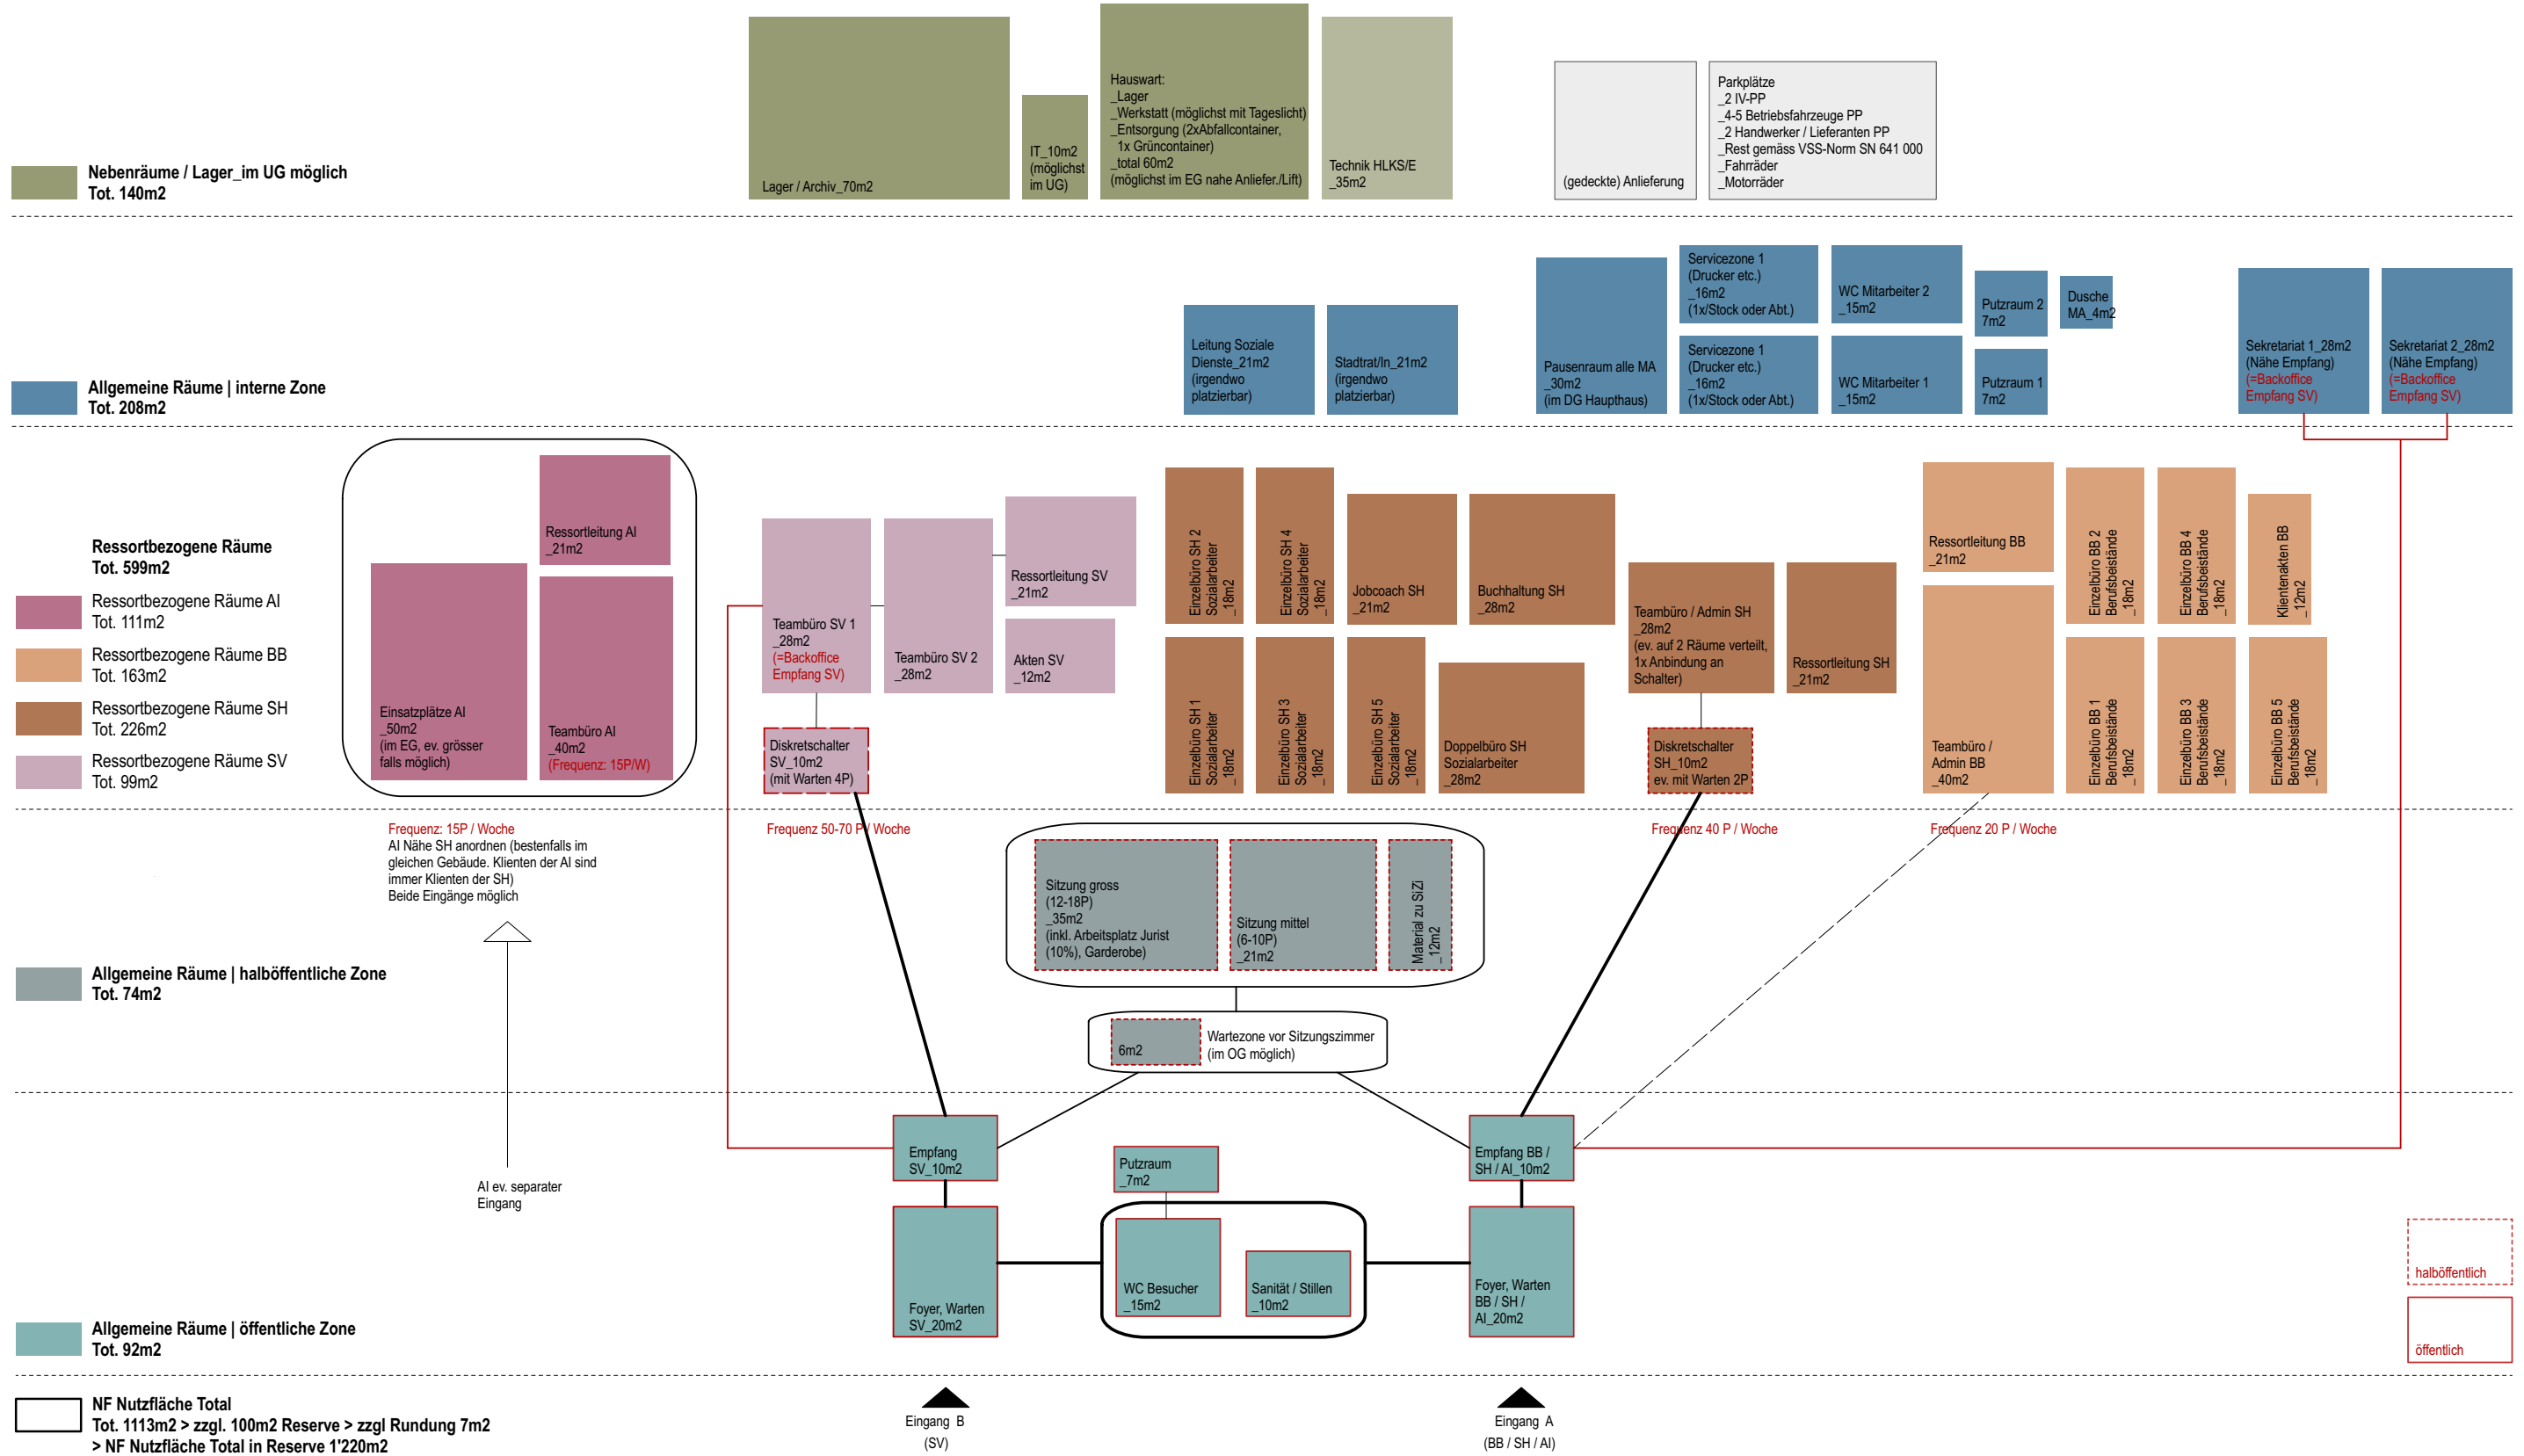 Nebenräume / Lager_im UG möglich
Tot. 140m2
Lager / Archiv_70m2
IT_10m2
(möglichst
im UG)
Hauswart:
_Lager
_Werkstatt (möglichst mit Tageslicht)
_Entsorgung (2xAbfallcontainer,
1x Grüncontainer)
_total 60m2
(möglichst im EG nahe Anliefer./Lift)
Technik HLKS/E
_35m2
(gedeckte) Anlieferung
Parkplätze
_2 IV-PP
_4-5 Betriebsfahrzeuge PP
_2 Handwerker / Lieferanten PP
_Rest gemäss VSS-Norm SN 641 000
_Fahrräder
_Motorräder
Allgemeine Räume | interne Zone
Tot. 208m2
Leitung Soziale
Dienste_21m2
(irgendwo
platzierbar)
Stadtrat/In_21m2
(irgendwo
platzierbar)
Pausenraum alle MA
_30m2
(im DG Haupthaus)
Servicezone 1
(Drucker etc.)
_16m2
(1x/Stock oder Abt.)
Servicezone 1
(Drucker etc.)
_16m2
(1x/Stock oder Abt.)
WC Mitarbeiter 2
_15m2
WC Mitarbeiter 1
_15m2
Putzraum 2
7m2
Putzraum 1
7m2
Dusche
MA_4m2
Sekretariat 1_28m2
(Nähe Empfang)
(=Backoffice
Empfang SV)
Sekretariat 2_28m2
(Nähe Empfang)
(=Backoffice
Empfang SV)
Ressortbezogene Räume
Tot. 599m2
Ressortbezogene Räume AI
Tot. 111m2
Ressortbezogene Räume BB
Tot. 163m2
Ressortbezogene Räume SH
Tot. 226m2
Ressortbezogene Räume SV
Tot. 99m2
Ressortleitung AI
_21m2
Einsatzplätze AI
_50m2
(im EG, ev. grösser
falls möglich)
Teambüro AI
_40m2
(Frequenz: 15P/W)
Teambüro SV 1
_28m2
(=Backoffice
Empfang SV)
Teambüro SV 2
_28m2
Ressortleitung SV
_21m2
Akten SV
_12m2
Diskretschalter
SV_10m2
(mit Warten 4P)
Einzelbüro SH 2
Sozialarbeiter
_18m2
Einzelbüro SH 4
Sozialarbeiter
_18m2
Jobcoach SH
_21m2
Buchhaltung SH
_28m2
Einzelbüro SH 1
Sozialarbeiter
_18m2
Einzelbüro SH 3
Sozialarbeiter
_18m2
Einzelbüro SH 5
Sozialarbeiter
_18m2
Doppelbüro SH
Sozialarbeiter
_28m2
Teambüro / Admin SH
_28m2
(ev. auf 2 Räume verteilt,
1x Anbindung an
Schalter)
Ressortleitung SH
_21m2
Diskretschalter
SH_10m2
ev. mit Warten 2P
Ressortleitung BB
_21m2
Teambüro /
Admin BB
_40m2
Einzelbüro BB 2
Berufsbeistände
_18m2
Einzelbüro BB 4
Berufsbeistände
_18m2
Klientenakten BB
_12m2
Einzelbüro BB 1
Berufsbeistände
_18m2
Einzelbüro BB 3
Berufsbeistände
_18m2
Einzelbüro BB 5
Berufsbeistände
_18m2
Frequenz: 15P / Woche
AI Nähe SH anordnen (bestenfalls im
gleichen Gebäude. Klienten der AI sind
immer Klienten der SH)
Beide Eingänge möglich
Frequenz 50-70 P / Woche
Frequenz 40 P / Woche
Frequenz 20 P / Woche
Allgemeine Räume | halböffentliche Zone
Tot. 74m2
Sitzung gross
(12-18P)
_35m2
(inkl. Arbeitsplatz Jurist
(10%), Garderobe)
Sitzung mittel
(6-10P)
_21m2
Material zu SiZi
_12m2
6m2
Wartezone vor Sitzungszimmer
(im OG möglich)
AI ev. separater
Eingang
Empfang
SV_10m2
Empfang BB /
SH / AI_10m2
Putzraum
_7m2
Foyer, Warten
SV_20m2
WC Besucher
_15m2
Sanität / Stillen
_10m2
Foyer, Warten
BB / SH /
AI_20m2
halböffentlich
öffentlich
Allgemeine Räume | öffentliche Zone
Tot. 92m2
NF Nutzfläche Total
Tot. 1113m2 > zzgl. 100m2 Reserve > zzgl Rundung 7m2
> NF Nutzfläche Total in Reserve 1'220m2
Eingang B
(SV)
Eingang A
(BB / SH / AI)